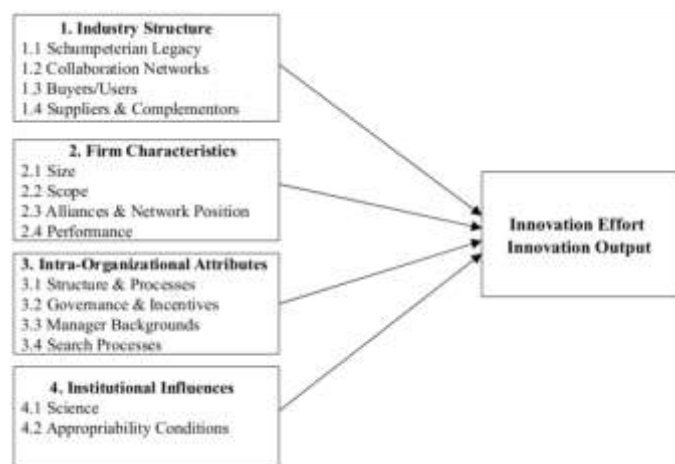 1. Industry Structure
1.1 Schumpeterian Legacy
1.2 Collaboration Networks
1.3 Buyers/Users
1.4 Suppliers & Complementors
2. Firm Characteristics
2.1 Size
2.2 Scope
2.3 Alliances & Network Position
2.4 Performance
3. Intra-Organizational Attributes
3.1 Structure & Processes
3.2 Governance & Incentives
3.3 Manager Backgrounds
3.4 Search Processes
4. Institutional Influences
4.1 Science
4.2 Appropriability Conditions
Innovation Effort
Innovation Output